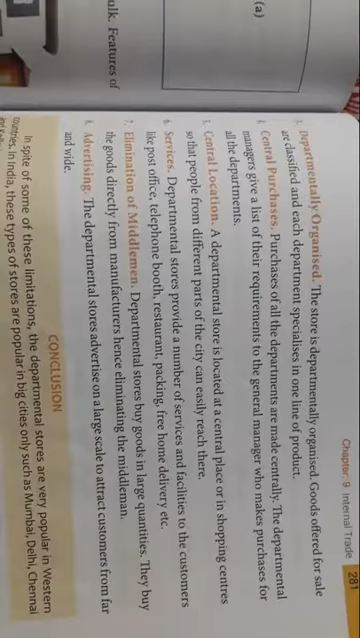 Chapter: 9 Internal Trade 281
3. Departmentally Organised. The store is departmentally organised. Goods offered for sale
are classified and each department specialises in one line of product.
4. Central Purchases. Purchases of all the departments are made centrally. The departmental
managers give a list of their requirements to the general manager who makes purchases for
all the departments.
5. Central Location. A departmental store is located at a central place or in shopping centres
so that people from different parts of the city can easily reach there.
6. Services. Departmental stores provide a number of services and facilities to the customers
like post office, telephone booth, restaurant, packing, free home delivery etc.
7. Elimination of Middlemen. Departmental stores buy goods in large quantities. They buy
the goods directly from manufacturers hence eliminating the middleman.
8. Advertising. The departmental stores advertise on a large scale to attract customers from far
and wide.
CONCLUSION
In spite of some of these limitations, the departmental stores are very popular in Western
countries. In India, these types of stores are popular in big cities only such as Mumbai, Delhi, Chennai
(a)
ulk. Features of